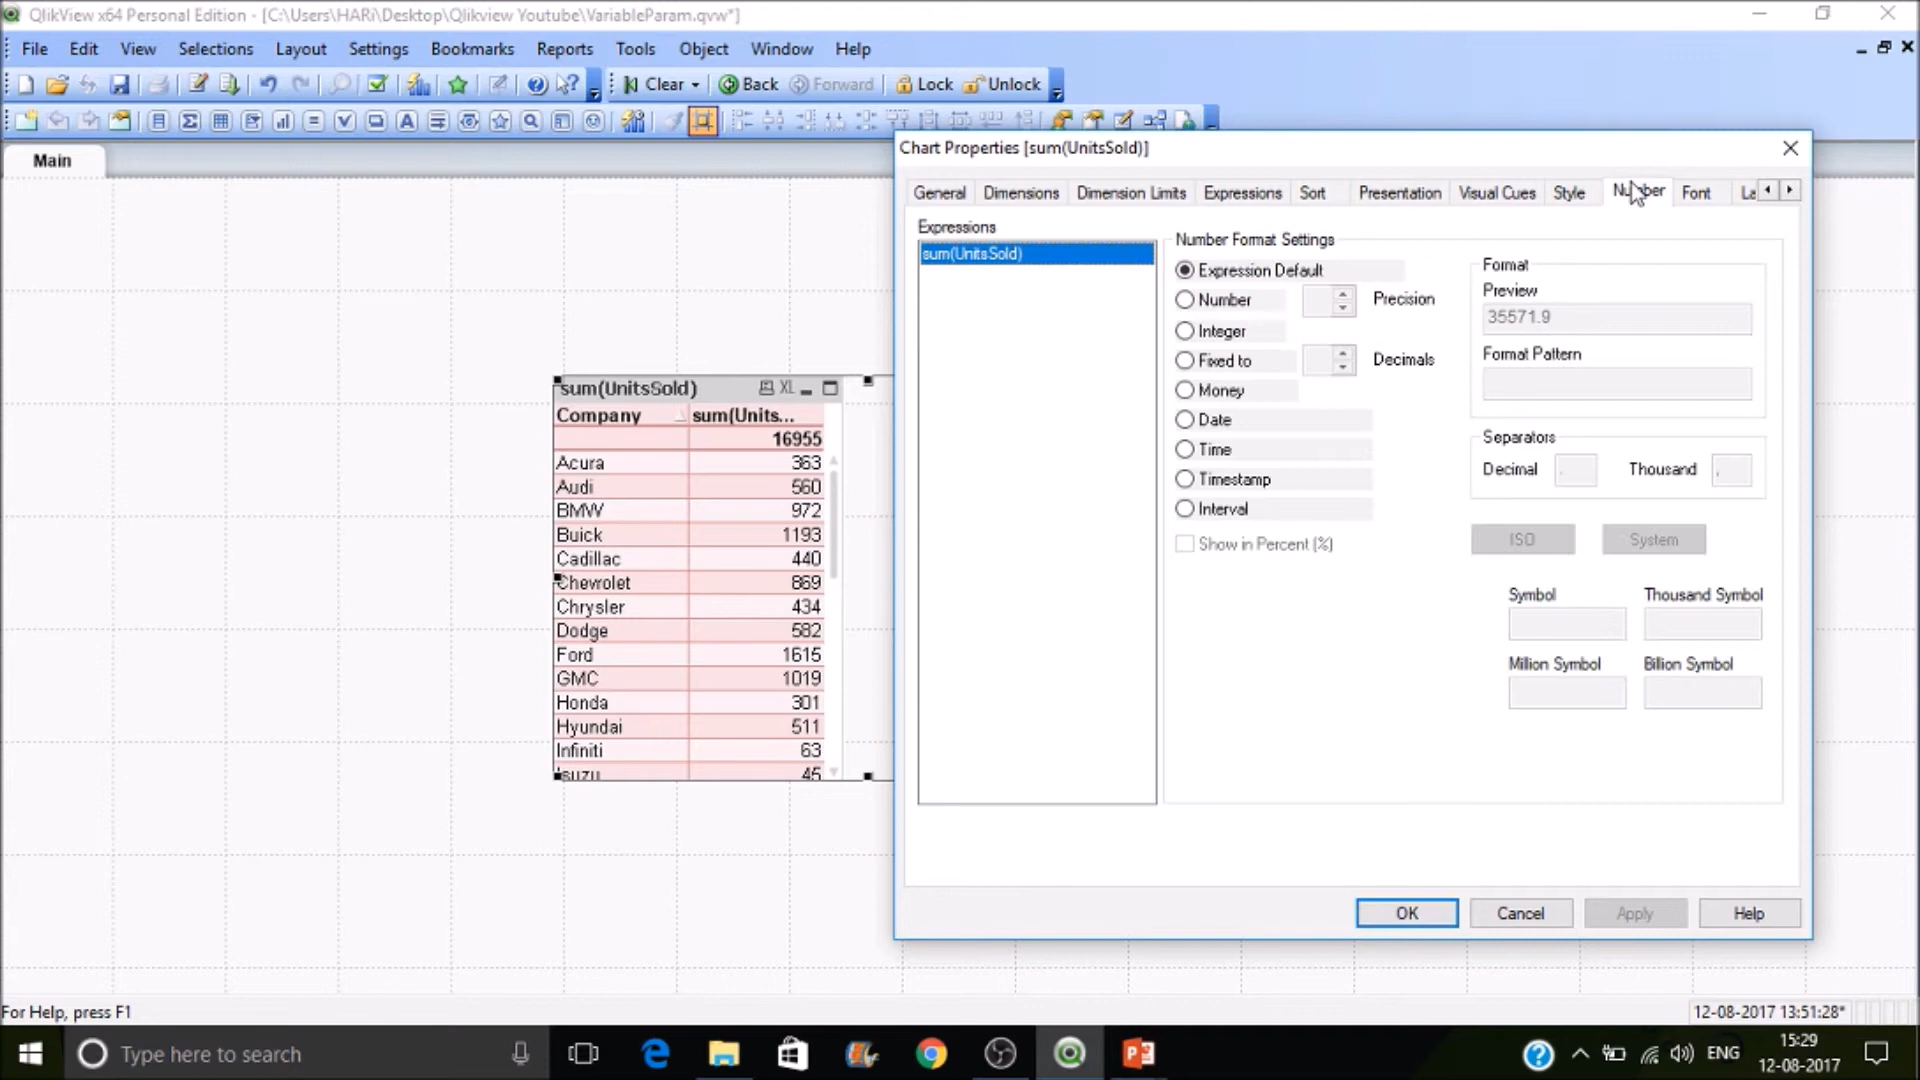 QlikView x64 Personal Edition - [C:\Users\HARi\Desktop\Qlikview Youtube\VariableParam.qvw*]
File Edit View Selections Layout Settings Bookmarks Reports Tools Object Window Help
Clear Back Forward Lock Unlock
Main
Chart Properties [sum(UnitsSold)]
General Dimensions Dimension Limits Expressions Sort Presentation Visual Cues Style Number Font La
Expressions
sum(UnitsSold)
Number Format Settings
Expression Default
Number Precision
Integer
Fixed to Decimals
Money
Date
Time
Timestamp
Interval
Show in Percent (%)
Format
Preview
35571.9
Format Pattern
Separators
Decimal . Thousand ,
ISO System
Symbol Thousand Symbol
Million Symbol Billion Symbol
OK Cancel Apply Help
sum(UnitsSold) XL
Company sum(Units...
16955
Acura 363
Audi 560
BMW 972
Buick 1193
Cadillac 440
Chevrolet 869
Chrysler 434
Dodge 582
Ford 1615
GMC 1019
Honda 301
Hyundai 511
Infiniti 63
Isuzu 45
For Help, press F1
12-08-2017 13:51:28*
Type here to search
ENG
15:29
12-08-2017